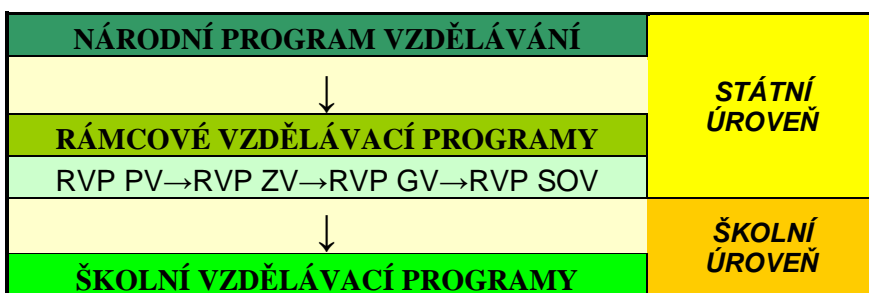 NÁRODNÍ PROGRAM VZDĚLÁVÁNÍ
↓
STÁTNÍ
ÚROVEŇ
RÁMCOVÉ VZDĚLÁVACÍ PROGRAMY
RVP PV→RVP ZV→RVP GV→RVP SOV
↓
ŠKOLNÍ
ÚROVEŇ
ŠKOLNÍ VZDĚLÁVACÍ PROGRAMY